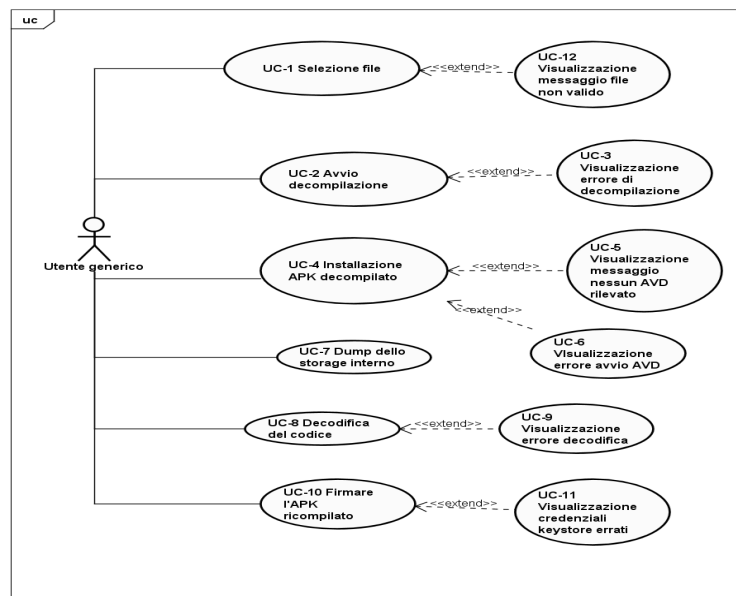 uc
UC-1 Selezione file
<<extend>>
UC-12
Visualizzazione
messaggio file
non valido
UC-2 Avvio
decompilazione
<<extend>>
UC-3
Visualizzazione
errore di
decompilazione
Utente generico
UC-4 Installazione
APK decompilato
<<extend>>
UC-5
Visualizzazione
messaggio
nessun AVD
rilevato
<<extend>>
UC-6
VIsualizzazione
errore avvio AVD
UC-7 Dump dello
storage interno
UC-8 Decodifica
del codice
<<extend>>
UC-9
Visualizzazione
errore decodifica
UC-10 Firmare
l'APK
ricompilato
<<extend>>
UC-11
Visualizzazione
credenziali
keystore errati